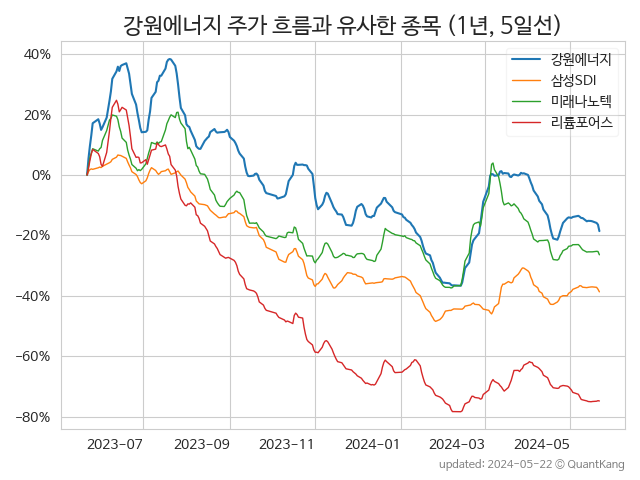 강원에너지 주가 흐름과 유사한 종목 (1년, 5일선)
강원에너지
삼성SDI
미래나노텍
리튬포어스
40%
20%
0%
−20%
−40%
−60%
−80%
2023-07 2023-09 2023-11 2024-01 2024-03 2024-05
updated: 2024-05-22 © QuantKang